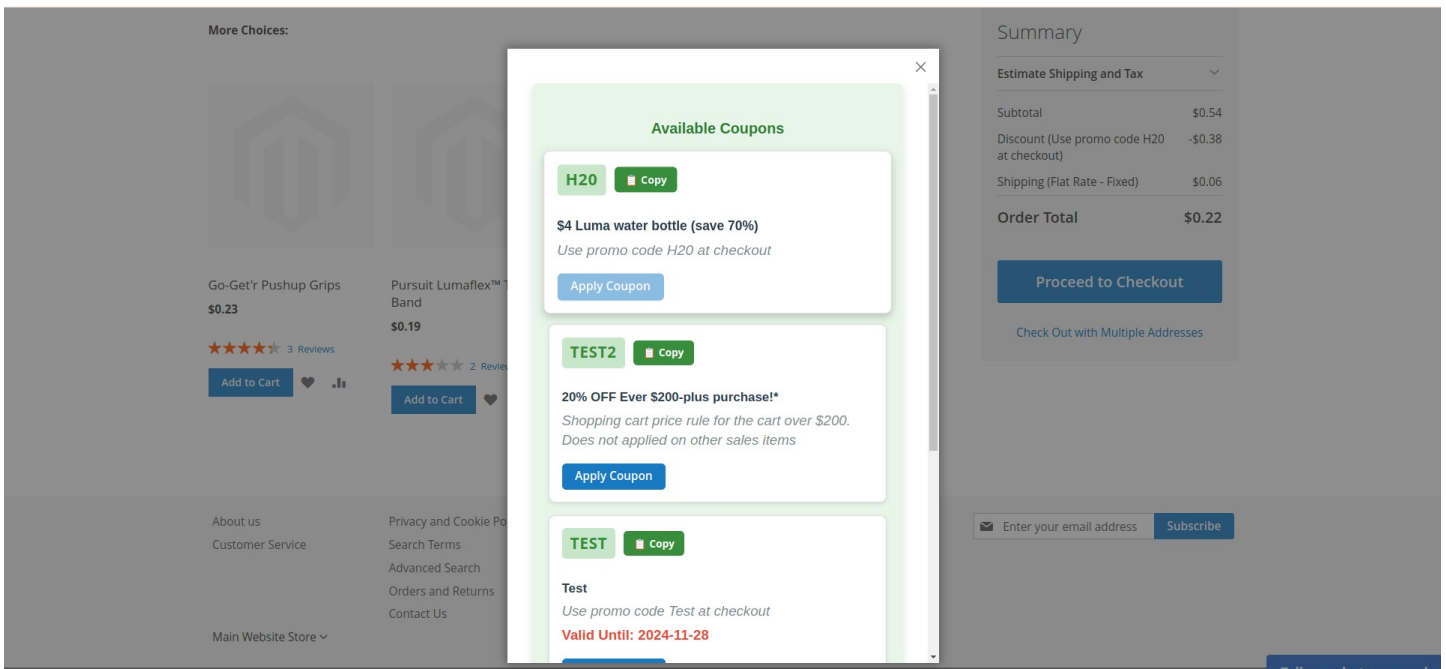 More Choices:
Go-Get'r Pushup Grips
$0.23
3 Reviews
Add to Cart
Pursuit Lumaflex™
Band
$0.19
2
Add to Cart
Available Coupons
H20
Copy
$4 Luma water bottle (save 70%)
Use promo code H20 at checkout
Apply Coupon
TEST2
Copy
20% OFF Ever $200-plus purchase!*
Shopping cart price rule for the cart over $200.
Does not applied on other sales items
Apply Coupon
TEST
Copy
Test
Use promo code Test at checkout
Valid Until: 2024-11-28
Summary
Estimate Shipping and Tax
Subtotal $0.54
Discount (Use promo code H20 -$0.38
at checkout)
Shipping (Flat Rate - Fixed) $0.06
Order Total $0.22
Proceed to Checkout
Check Out with Multiple Addresses
About us
Customer Service
Privacy and Cookie
Search Terms
Advanced Search
Orders and Returns
Contact Us
Enter your email address Subscribe
Main Website Store